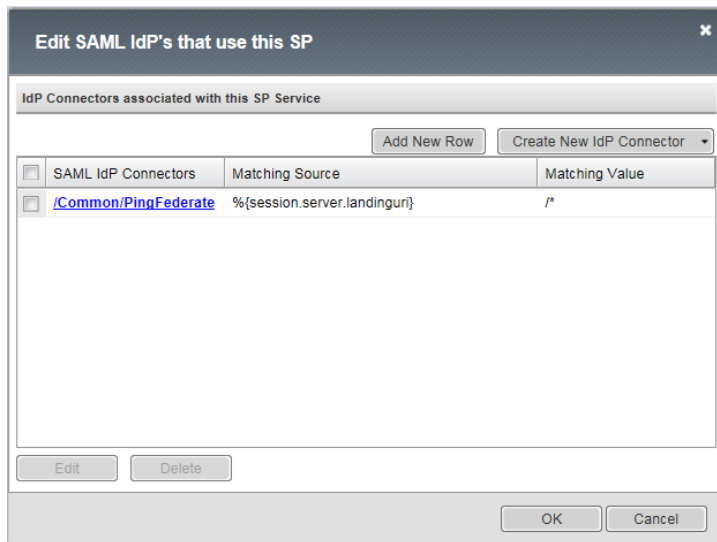 Edit SAML IdP's that use this SP
IdP Connectors associated with this SP Service
Add New Row Create New IdP Connector
SAML IdP Connectors Matching Source Matching Value
/Common/PingFederate %{session.server.landinguri} /*
Edit Delete
OK Cancel